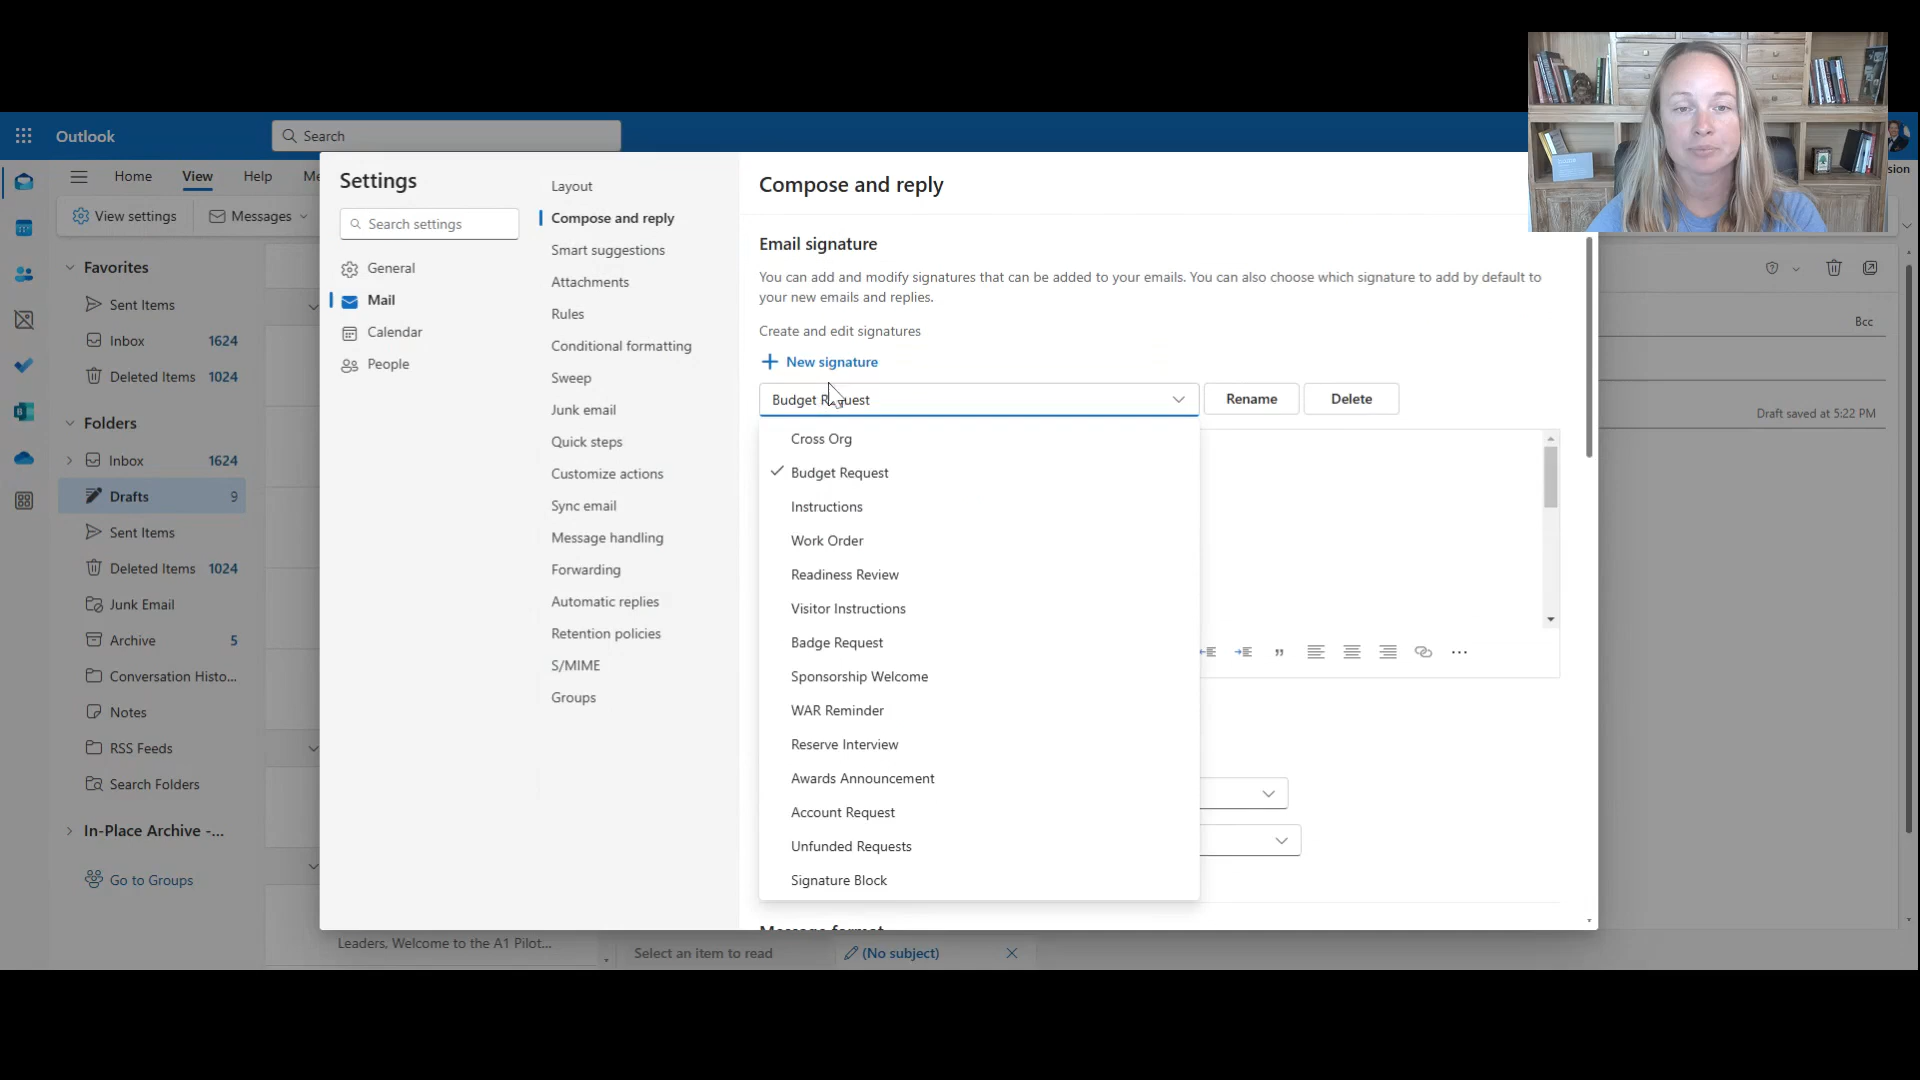 Outlook
Search
sion
Home
View
Help
Me
View settings
Messages
Favorites
Sent Items
Inbox 1624
Deleted Items 1024
Folders
Inbox 1624
Drafts 9
Sent Items
Deleted Items 1024
Junk Email
Archive 5
Conversation Histo...
Notes
RSS Feeds
Search Folders
In-Place Archive -...
Go to Groups
Settings
Search settings
General
Mail
Calendar
People
Layout
Compose and reply
Smart suggestions
Attachments
Rules
Conditional formatting
Sweep
Junk email
Quick steps
Customize actions
Sync email
Message handling
Forwarding
Automatic replies
Retention policies
S/MIME
Groups
Compose and reply
Email signature
You can add and modify signatures that can be added to your emails. You can also choose which signature to add by default to
your new emails and replies.
Create and edit signatures
New signature
Budget Request
Rename
Delete
Cross Org
Budget Request
Instructions
Work Order
Readiness Review
Visitor Instructions
Badge Request
Sponsorship Welcome
WAR Reminder
Reserve Interview
Awards Announcement
Account Request
Unfunded Requests
Signature Block
Message format
Bcc
Draft saved at 5:22 PM
Leaders, Welcome to the A1 Pilot...
Select an item to read
(No subject)